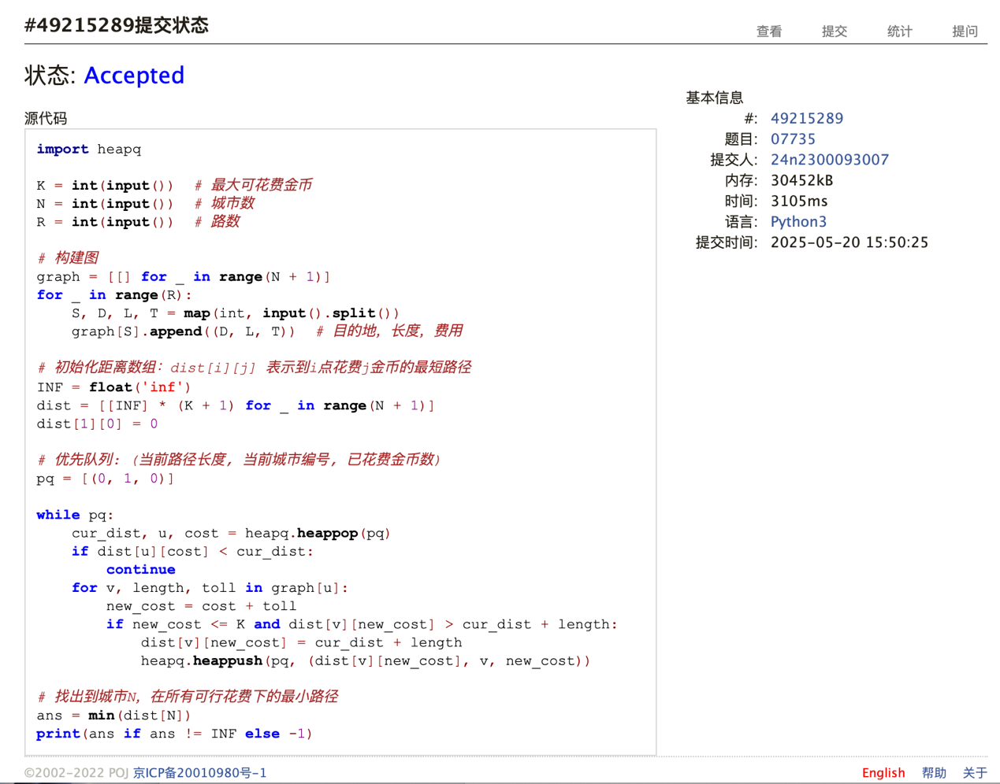 #49215289提交状态
查看 提交 统计 提问
状态: Accepted
源代码
import heapq

K = int(input())  # 最大可花费金币
N = int(input())  # 城市数
R = int(input())  # 路数

# 构建图
graph = [[] for _ in range(N + 1)]
for _ in range(R):
    S, D, L, T = map(int, input().split())
    graph[S].append((D, L, T))  # 目的地，长度，费用

# 初始化距离数组：dist[i][j] 表示到i点花费j金币的最短路径
INF = float('inf')
dist = [[INF] * (K + 1) for _ in range(N + 1)]
dist[1][0] = 0

# 优先队列：(当前路径长度, 当前城市编号, 已花费金币数)
pq = [(0, 1, 0)]

while pq:
    cur_dist, u, cost = heapq.heappop(pq)
    if dist[u][cost] < cur_dist:
        continue
    for v, length, toll in graph[u]:
        new_cost = cost + toll
        if new_cost <= K and dist[v][new_cost] > cur_dist + length:
            dist[v][new_cost] = cur_dist + length
            heapq.heappush(pq, (dist[v][new_cost], v, new_cost))

# 找出到城市N，在所有可行花费下的最小路径
ans = min(dist[N])
print(ans if ans != INF else -1)
基本信息
#: 49215289
题目: 07735
提交人: 24n2300093007
内存: 30452kB
时间: 3105ms
语言: Python3
提交时间: 2025-05-20 15:50:25
©2002-2022 POJ 京ICP备20010980号-1
English 帮助 关于